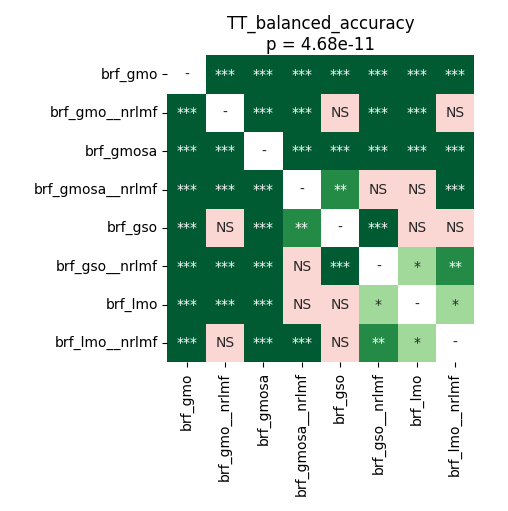 TT_balanced_accuracy
p = 4.68e-11
brf_gmo - *** *** *** *** *** *** ***
brf_gmo__nrlmf *** - *** *** NS *** *** NS
brf_gmosa *** *** - *** *** *** *** ***
brf_gmosa__nrlmf *** *** *** - ** NS NS ***
brf_gso *** NS *** ** - *** NS NS
brf_gso__nrlmf *** *** *** NS *** - * **
brf_lmo *** *** *** NS NS * - *
brf_lmo__nrlmf *** NS *** *** NS ** * -
brf_gmo
brf_gmo__nrlmf
brf_gmosa
brf_gmosa__nrlmf
brf_gso
brf_gso__nrlmf
brf_lmo
brf_lmo__nrlmf